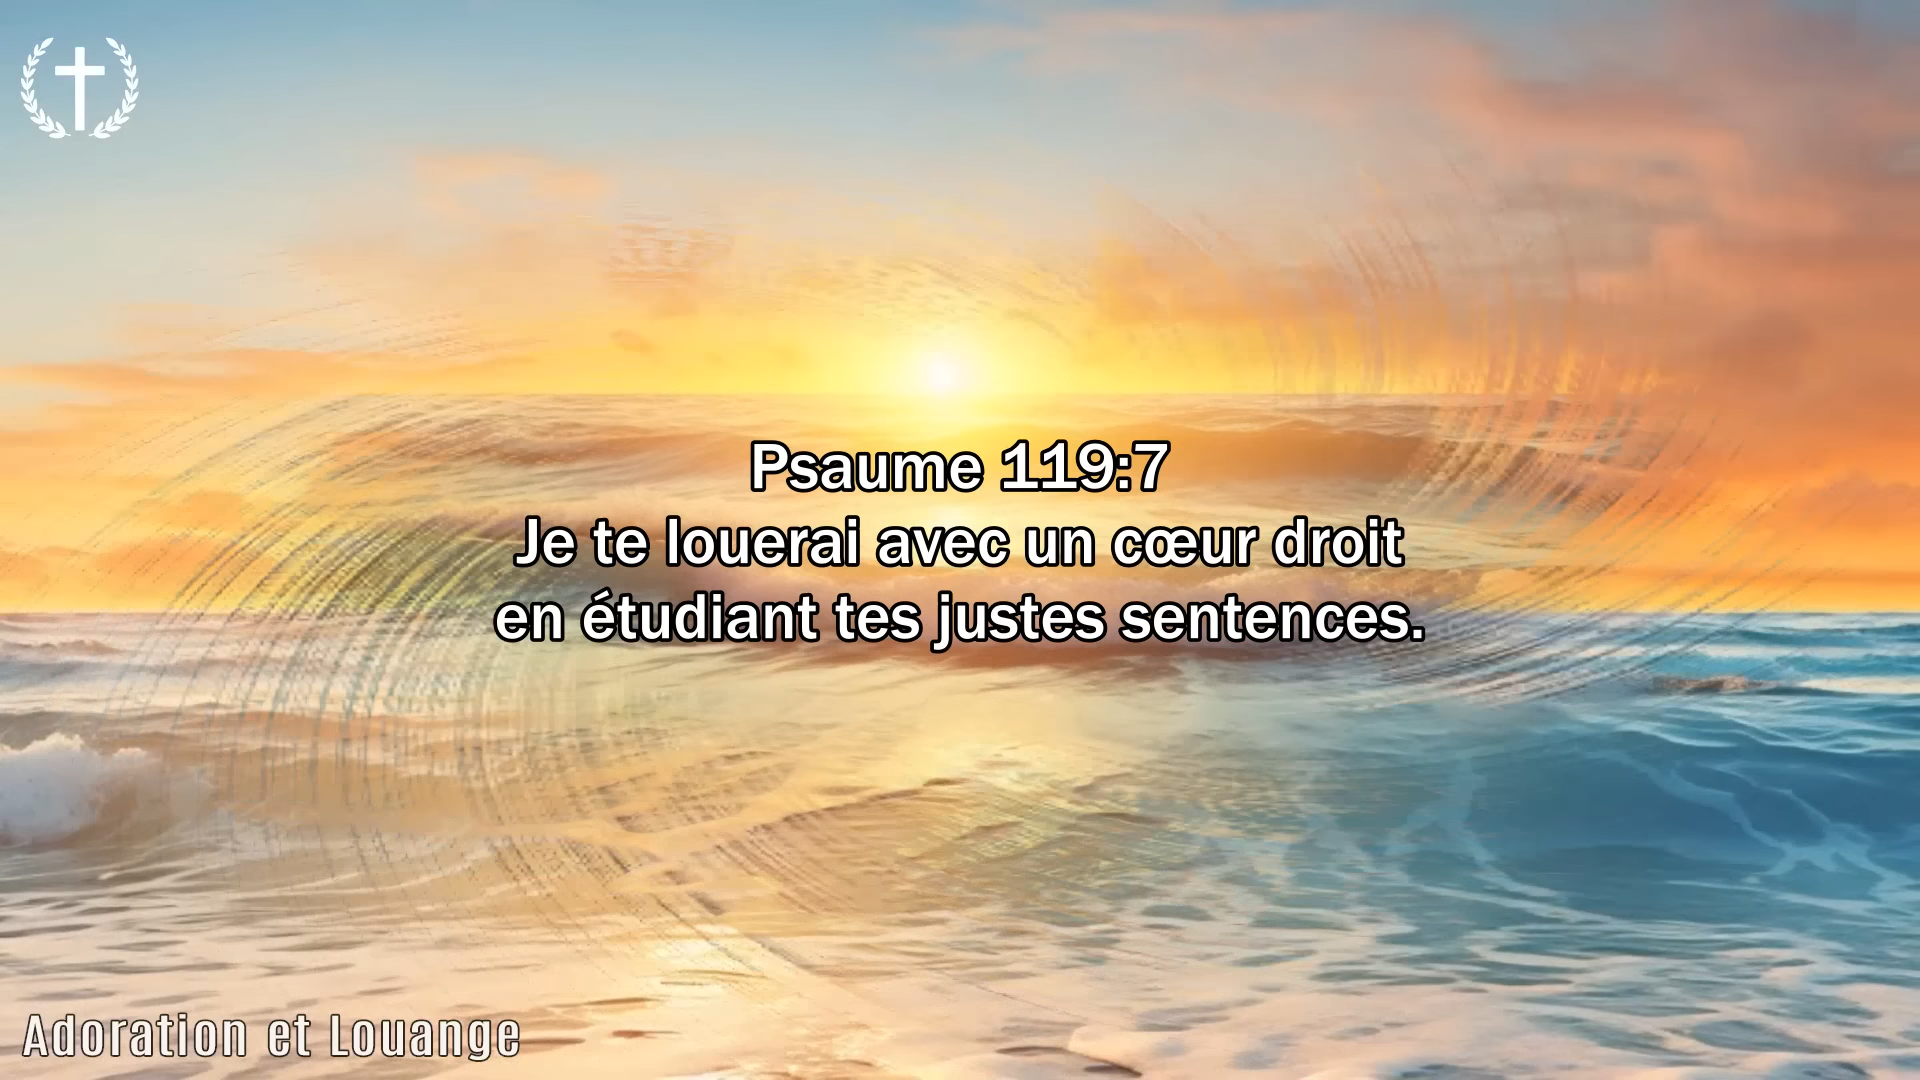 Psaume 119:7
Je te louerai avec un cœur droit
en étudiant tes justes sentences.
Adoration et Louange